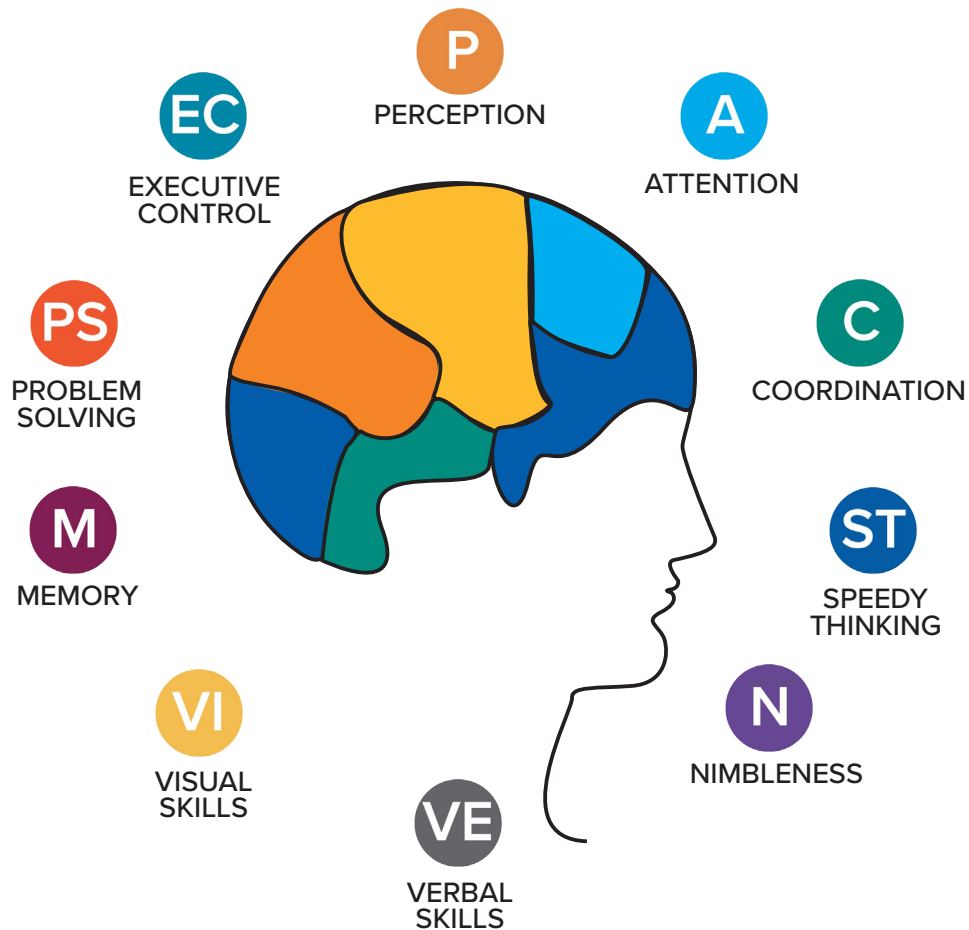 P
PERCEPTION
A
ATTENTION
C
COORDINATION
ST
SPEEDY
THINKING
N
NIMBLENESS
VE
VERBAL
SKILLS
VI
VISUAL
SKILLS
M
MEMORY
PS
PROBLEM
SOLVING
EC
EXECUTIVE
CONTROL